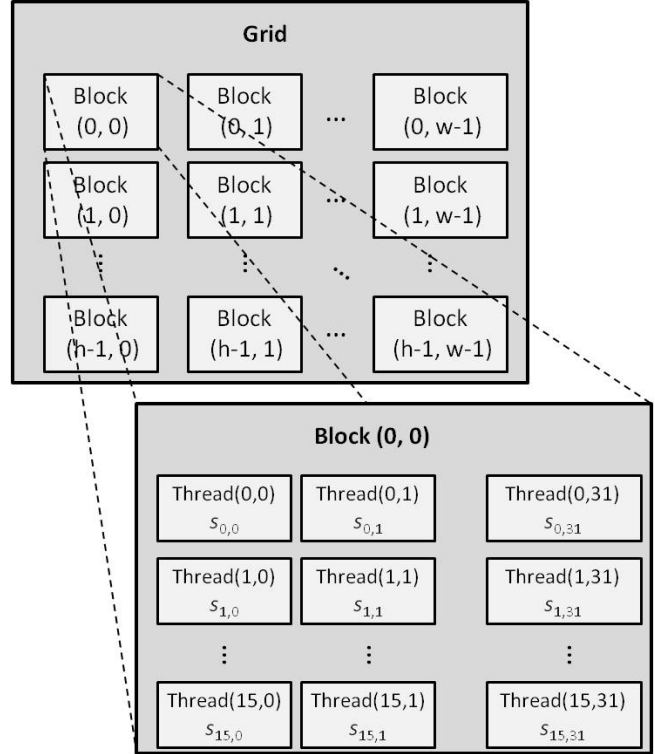 Grid
Block Block Block
(0, 0) (0, 1) ... (0, w-1)
Block Block Block
(1, 0) (1, 1) ... (1, w-1)
Block Block Block
(h-1, 0) (h-1, 1) ... (h-1, w-1)
Block (0, 0)
Thread(0,0) Thread(0,1) Thread(0,31)
s0,0 s0,1 s0,31
Thread(1,0) Thread(1,1) Thread(1,31)
s1,0 s1,1 s1,31
Thread(15,0) Thread(15,1) Thread(15,31)
s15,0 s15,1 s15,31